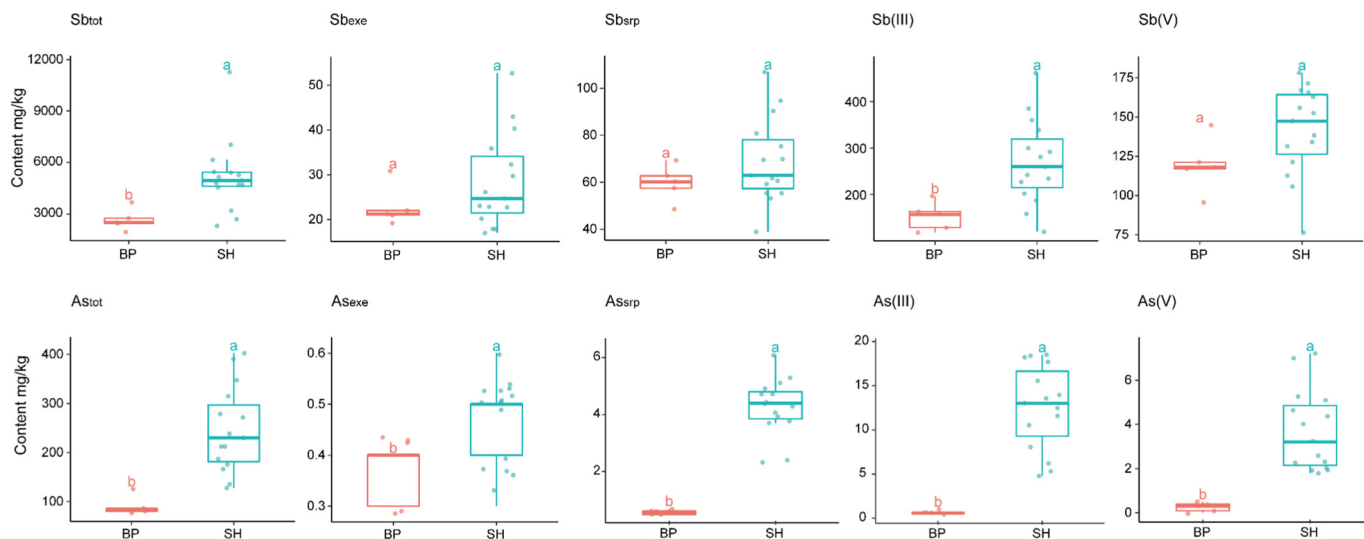 Sbtot
Sbexe
Sbsrp
Sb(III)
Sb(V)
Content mg/kg
12000
9000
6000
3000
b
a
BP
SH
50
40
30
20
a
a
BP
SH
100
80
60
40
a
a
BP
SH
400
300
200
b
a
BP
SH
175
150
125
100
75
a
a
BP
SH
Astot
Asexe
Assrp
As(III)
As(V)
Content mg/kg
400
300
200
100
b
a
BP
SH
0.6
0.5
0.4
0.3
b
a
BP
SH
6
4
2
b
a
BP
SH
20
15
10
5
0
b
a
BP
SH
6
4
2
0
b
a
BP
SH